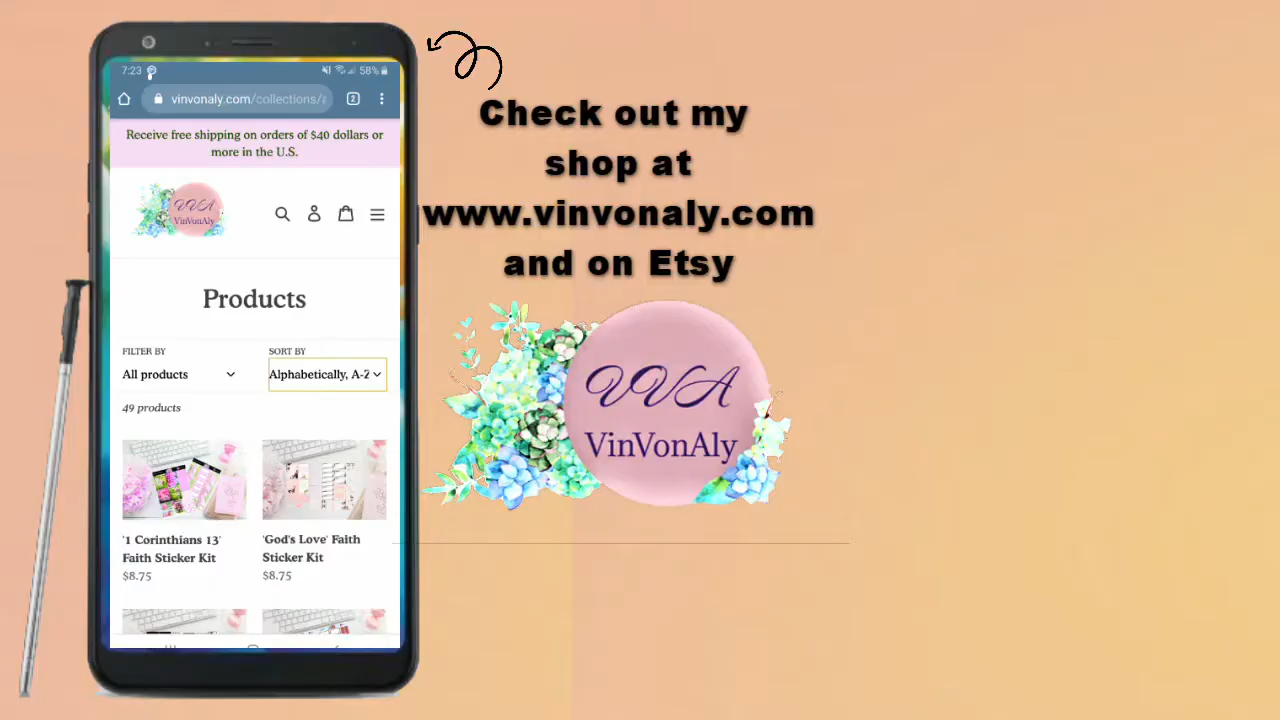 7:23
58%
vinvonaly.com/collections/
2
Receive free shipping on orders of $40 dollars or
more in the U.S.
VVA
VinVonAly
Products
FILTER BY
SORT BY
All products
Alphabetically, A-Z
49 products
'1 Corinthians 13'
Faith Sticker Kit
$8.75
'God's Love' Faith
Sticker Kit
$8.75
Check out my
shop at
www.vinvonaly.com
and on Etsy
VVA
VinVonAly